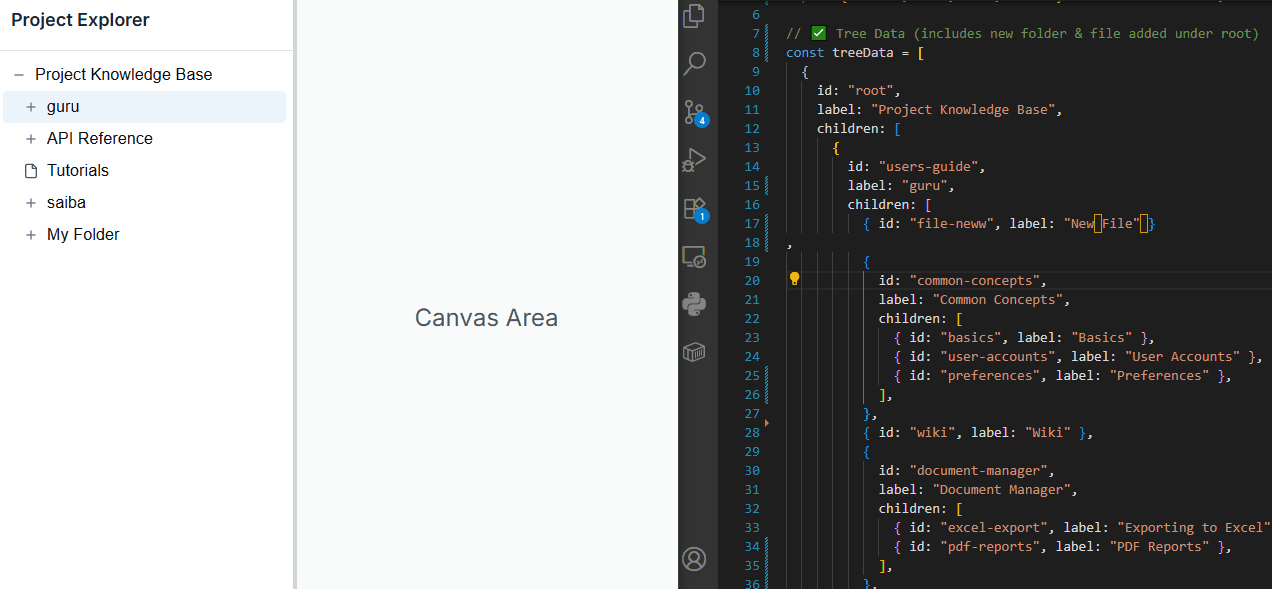 Project Explorer
Project Knowledge Base
guru
API Reference
Tutorials
saiba
My Folder
Canvas Area
4
1
6
7 // ✅ Tree Data (includes new folder & file added under root)
8 const treeData = [
9 {
10 id: "root",
11 label: "Project Knowledge Base",
12 children: [
13 {
14 id: "users-guide",
15 label: "guru",
16 children: [
17 { id: "file-neww", label: "New File" }
18 ,
19 {
20 id: "common-concepts",
21 label: "Common Concepts",
22 children: [
23 { id: "basics", label: "Basics" },
24 { id: "user-accounts", label: "User Accounts" },
25 { id: "preferences", label: "Preferences" },
26 ],
27 },
28 { id: "wiki", label: "Wiki" },
29 {
30 id: "document-manager",
31 label: "Document Manager",
32 children: [
33 { id: "excel-export", label: "Exporting to Excel"
34 { id: "pdf-reports", label: "PDF Reports" },
35 ],
36 },